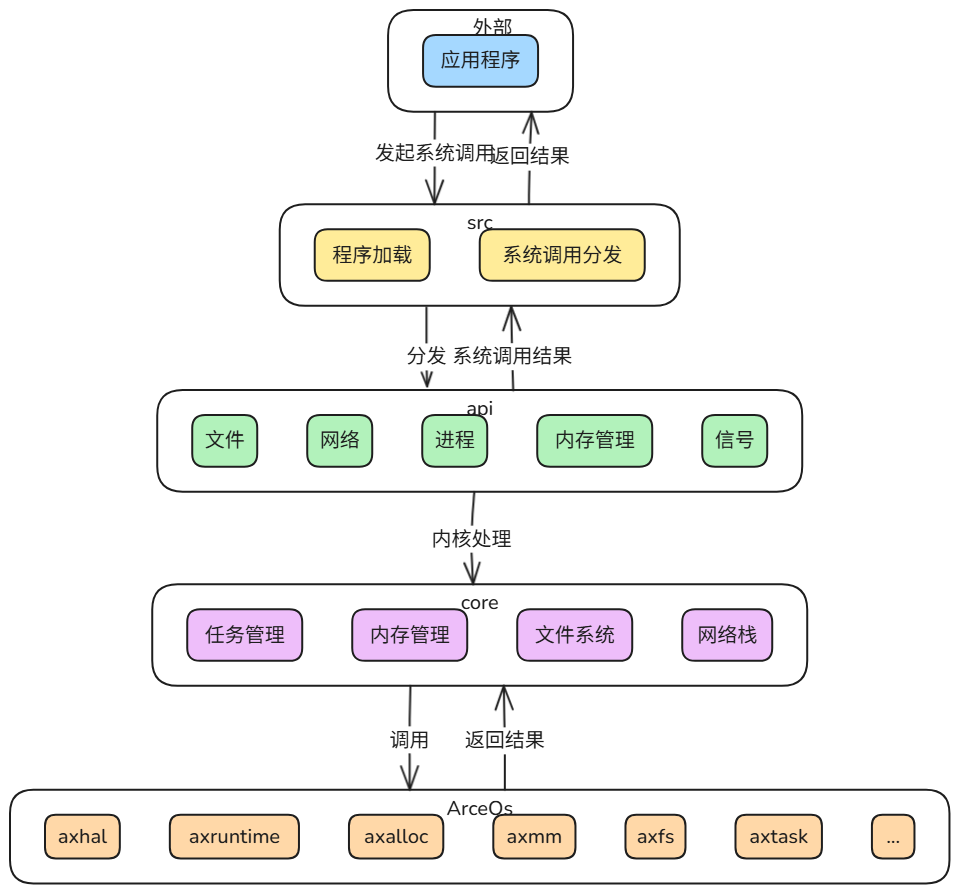 外部
应用程序
发起系统调用
返回结果
src
程序加载
系统调用分发
分发
系统调用结果
api
文件
网络
进程
内存管理
信号
内核处理
core
任务管理
内存管理
文件系统
网络栈
调用
返回结果
ArceOs
axhal
axruntime
axalloc
axmm
axfs
axtask
...